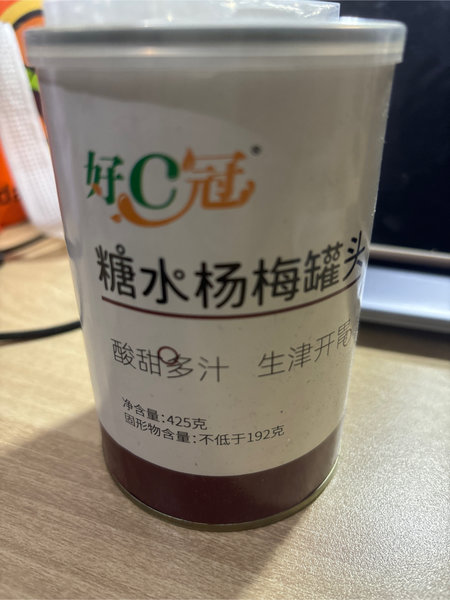 好C冠®
糖水杨梅罐头
酸甜多汁 生津开胃
净含量:425克
固形物含量:不低于192克